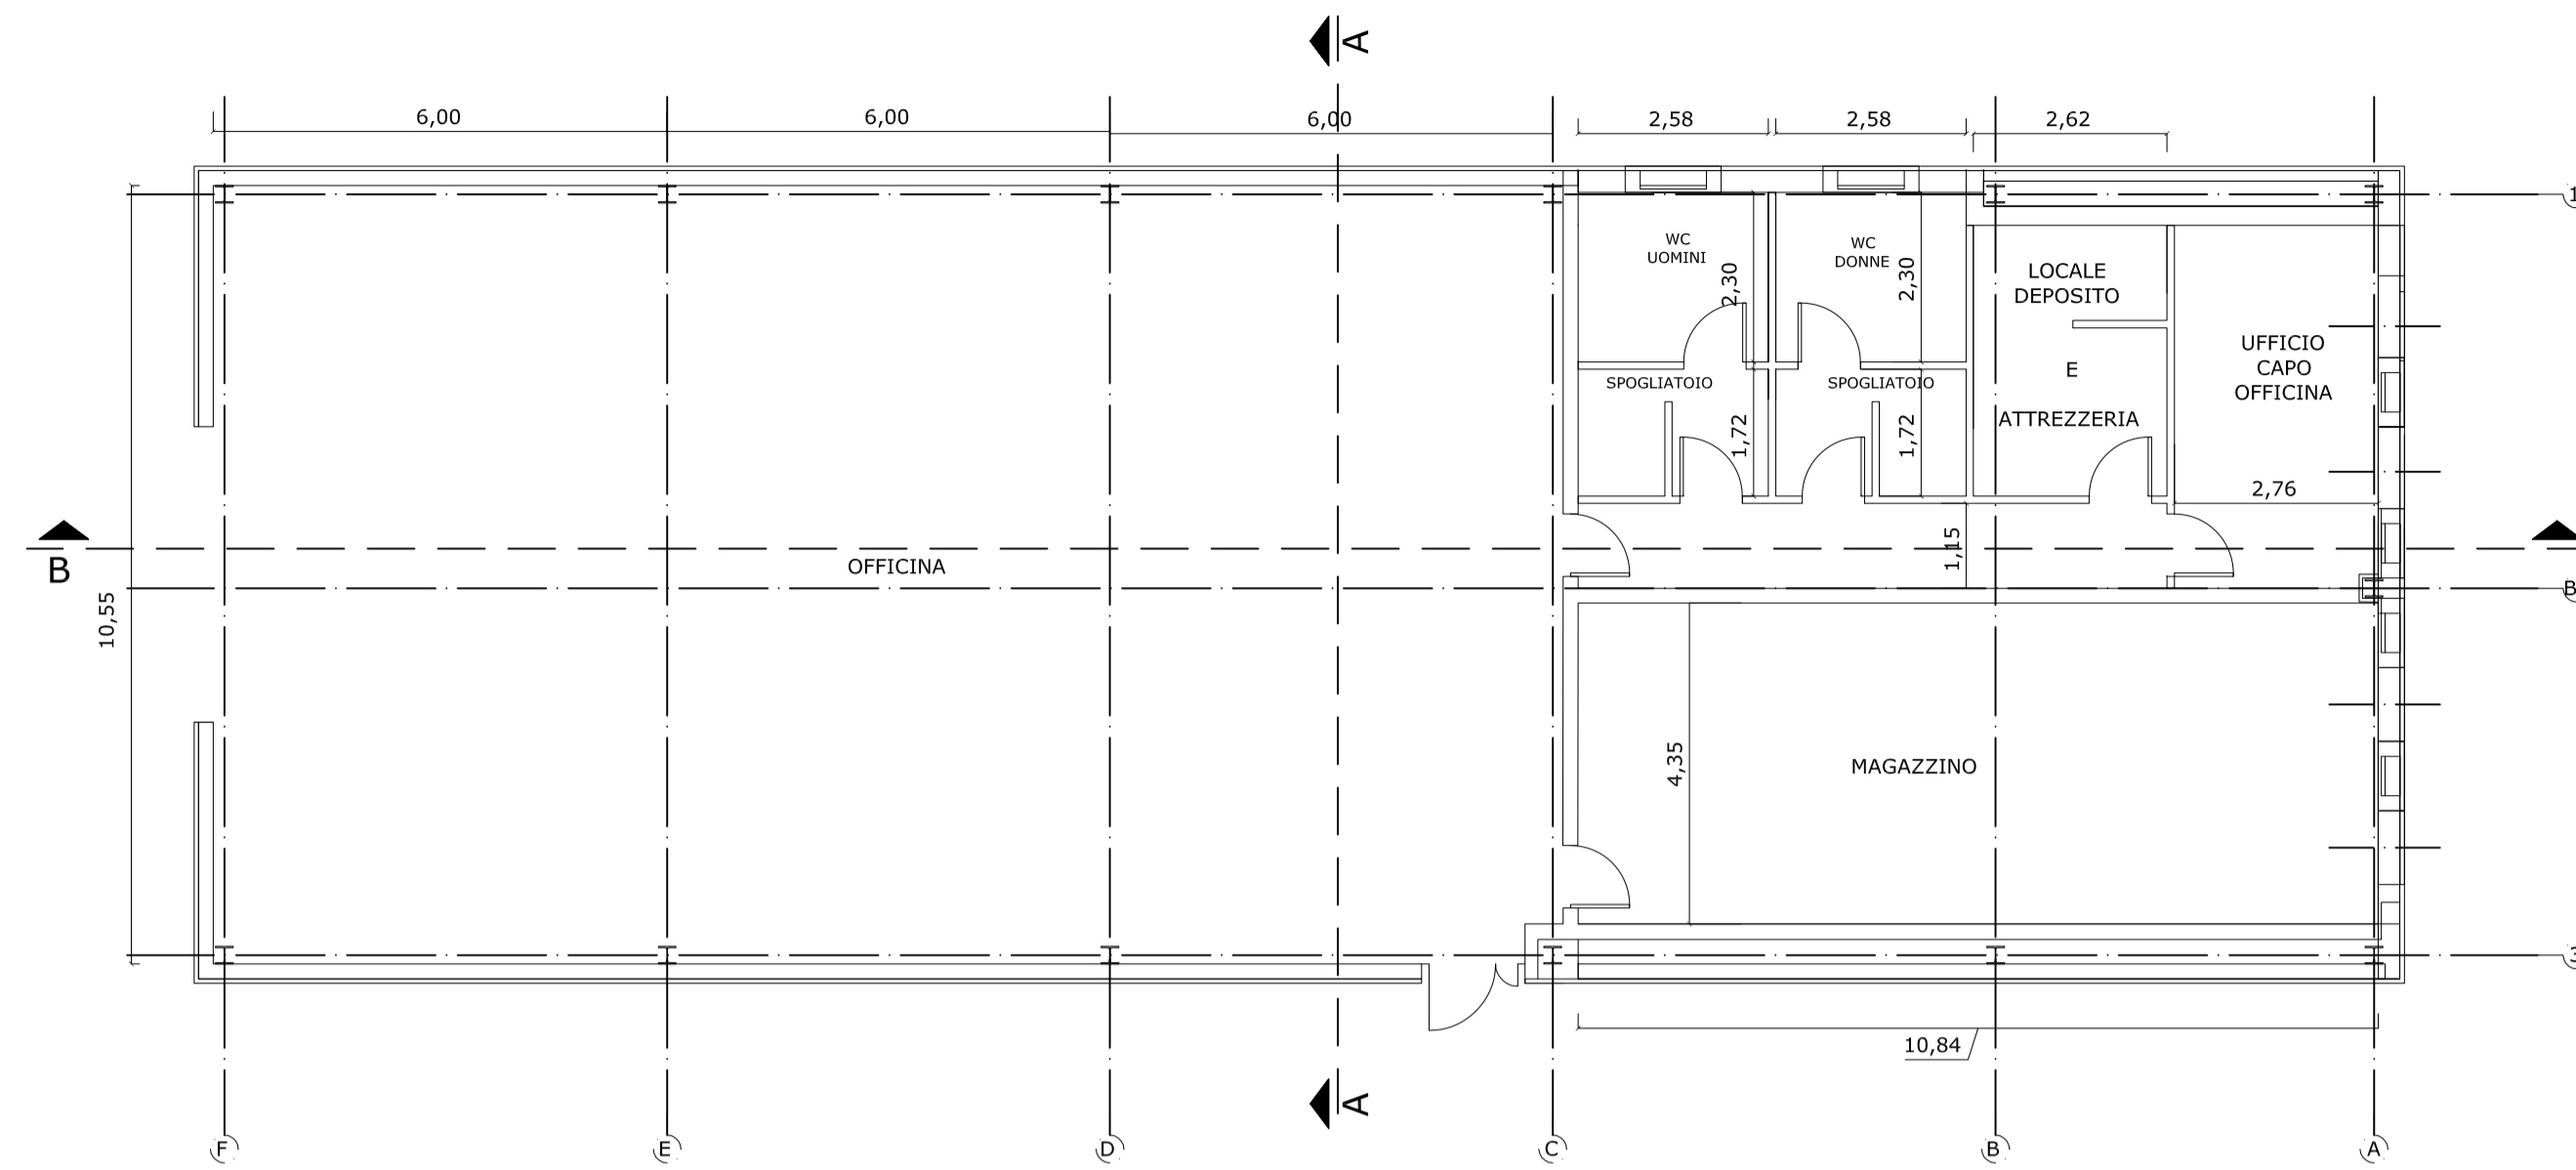 A
6,00
6,00
6,00
2,58
2,58
2,62
1
WC
UOMINI
WC
DONNE
2,30
2,30
LOCALE
DEPOSITO
E
ATTREZZERIA
UFFICIO
CAPO
OFFICINA
SPOGLIATOIO
SPOGLIATOIO
1,72
1,72
2,76
B
OFFICINA
1,15
B
10,55
4,35
MAGAZZINO
3
10,84
A
F
E
D
C
B
A